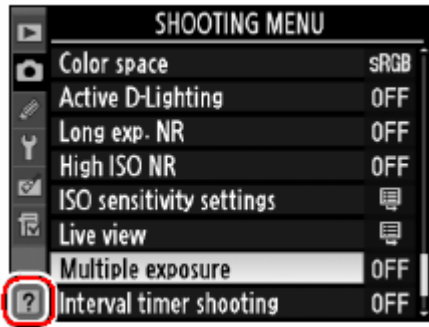 SHOOTING MENU
Color space sRGB
Active D-Lighting OFF
Long exp. NR OFF
High ISO NR OFF
ISO sensitivity settings
Live view
Multiple exposure OFF
? Interval timer shooting OFF